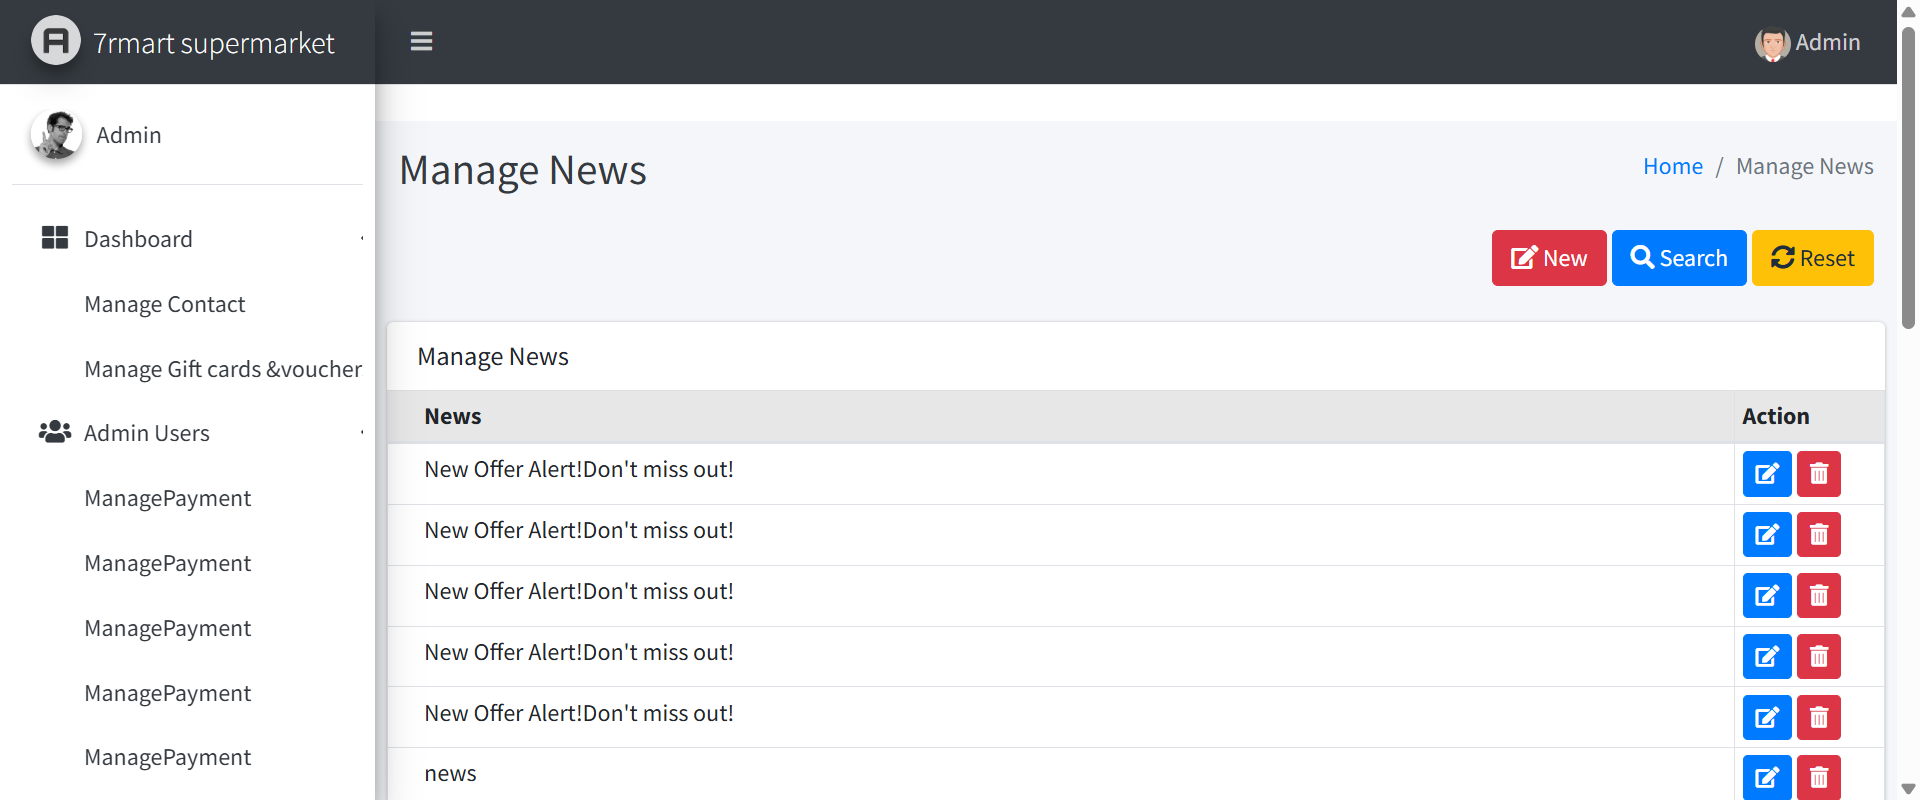 7rmart supermarket
Admin
Admin
Dashboard
Manage Contact
Manage Gift cards &voucher
Admin Users
ManagePayment
ManagePayment
ManagePayment
ManagePayment
ManagePayment
Manage News
Home / Manage News
New Search Reset
Manage News
News Action
New Offer Alert!Don't miss out!
New Offer Alert!Don't miss out!
New Offer Alert!Don't miss out!
New Offer Alert!Don't miss out!
New Offer Alert!Don't miss out!
news